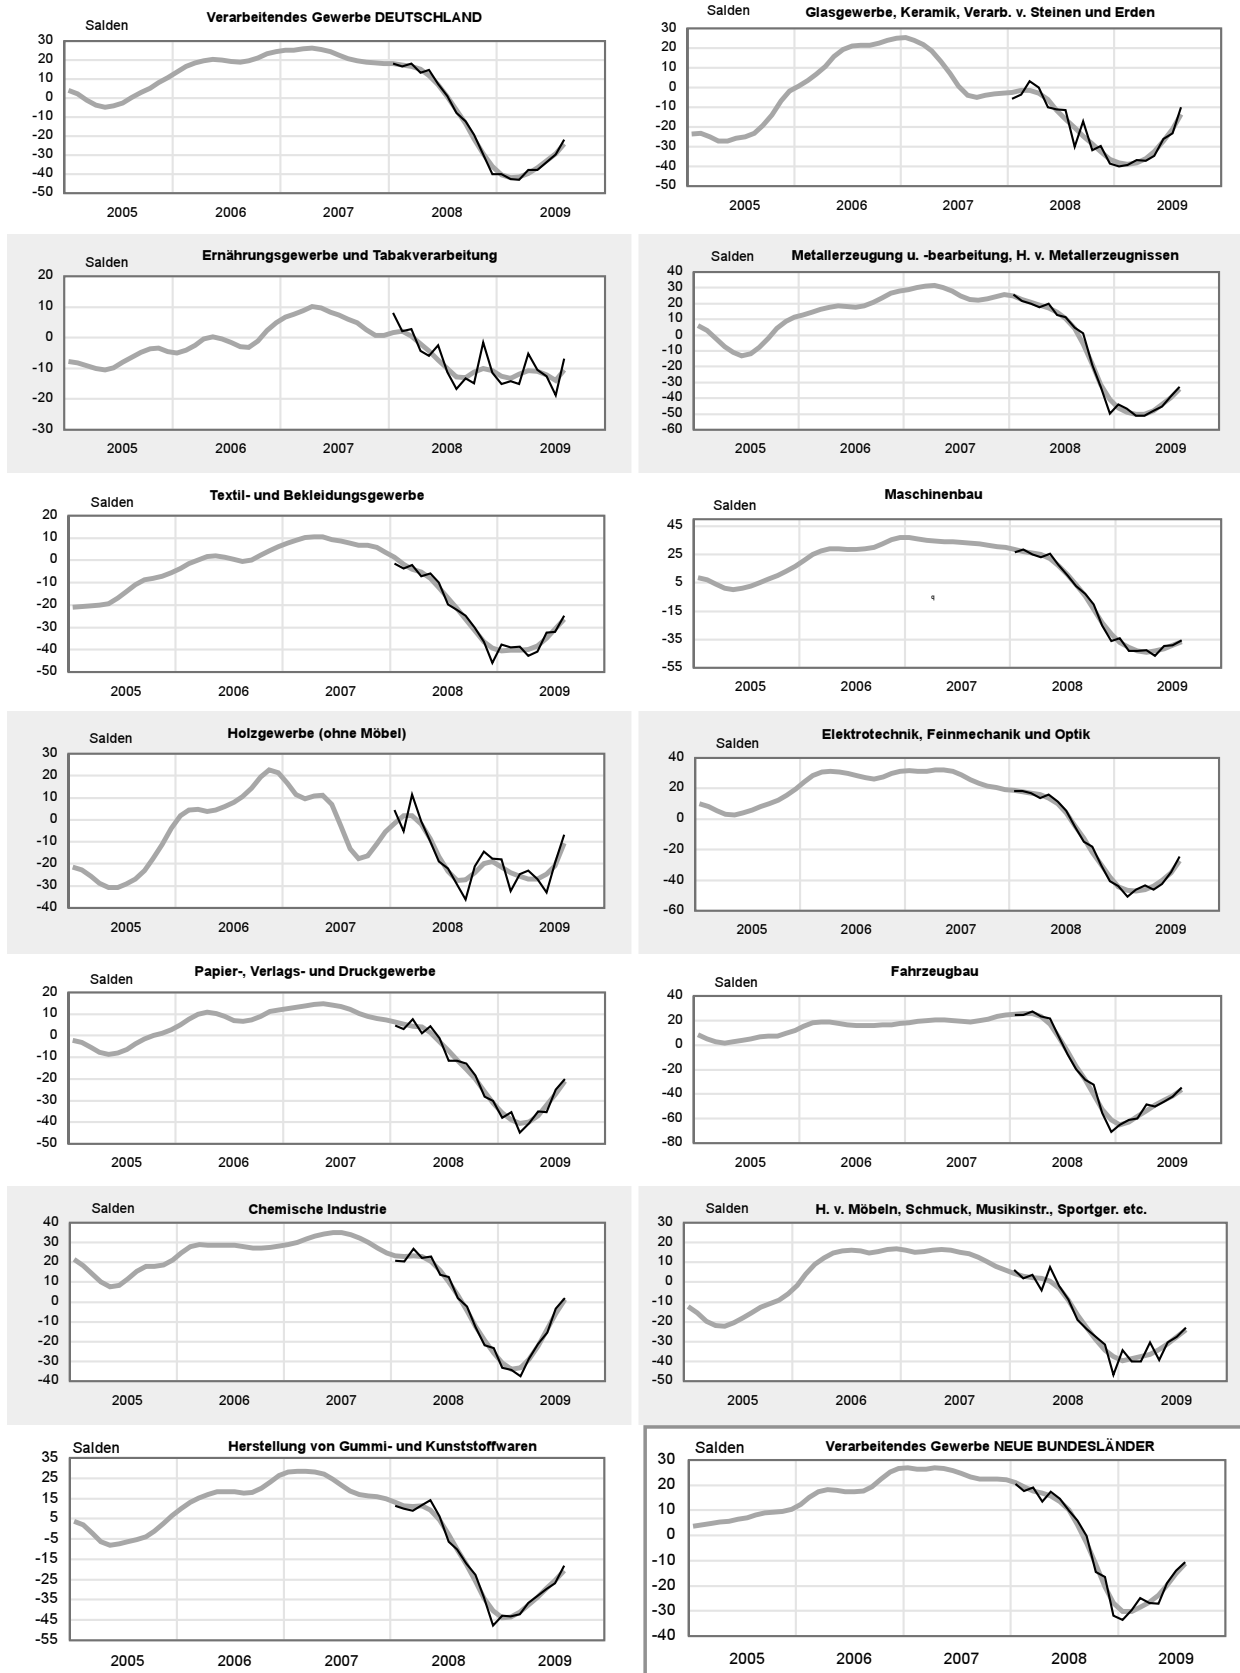 Verarbeitendes Gewerbe DEUTSCHLAND
Salden
30
20
10
0
-10
-20
-30
-40
-50
2005 2006 2007 2008 2009
Glasgewerbe, Keramik, Verarb. v. Steinen und Erden
Salden
30
20
10
0
-10
-20
-30
-40
-50
2005 2006 2007 2008 2009
Ernährungsgewerbe und Tabakverarbeitung
Salden
20
10
0
-10
-20
-30
2005 2006 2007 2008 2009
Metallerzeugung u. -bearbeitung, H. v. Metallerzeugnissen
Salden
40
30
20
10
0
-10
-20
-30
-40
-50
-60
2005 2006 2007 2008 2009
Textil- und Bekleidungsgewerbe
Salden
20
10
0
-10
-20
-30
-40
-50
2005 2006 2007 2008 2009
Maschinenbau
Salden
45
25
5
-15
-35
-55
2005 2006 2007 2008 2009
Holzgewerbe (ohne Möbel)
Salden
30
20
10
0
-10
-20
-30
-40
2005 2006 2007 2008 2009
Elektrotechnik, Feinmechanik und Optik
Salden
40
20
0
-20
-40
-60
2005 2006 2007 2008 2009
Papier-, Verlags- und Druckgewerbe
Salden
20
10
0
-10
-20
-30
-40
-50
2005 2006 2007 2008 2009
Fahrzeugbau
Salden
40
20
0
-20
-40
-60
-80
2005 2006 2007 2008 2009
Chemische Industrie
Salden
40
30
20
10
0
-10
-20
-30
-40
2005 2006 2007 2008 2009
H. v. Möbeln, Schmuck, Musikinstr., Sportger. etc.
Salden
30
20
10
0
-10
-20
-30
-40
-50
2005 2006 2007 2008 2009
Herstellung von Gummi- und Kunststoffwaren
Salden
35
25
15
5
-5
-15
-25
-35
-45
-55
2005 2006 2007 2008 2009
Verarbeitendes Gewerbe NEUE BUNDESLÄNDER
Salden
30
20
10
0
-10
-20
-30
-40
2005 2006 2007 2008 2009